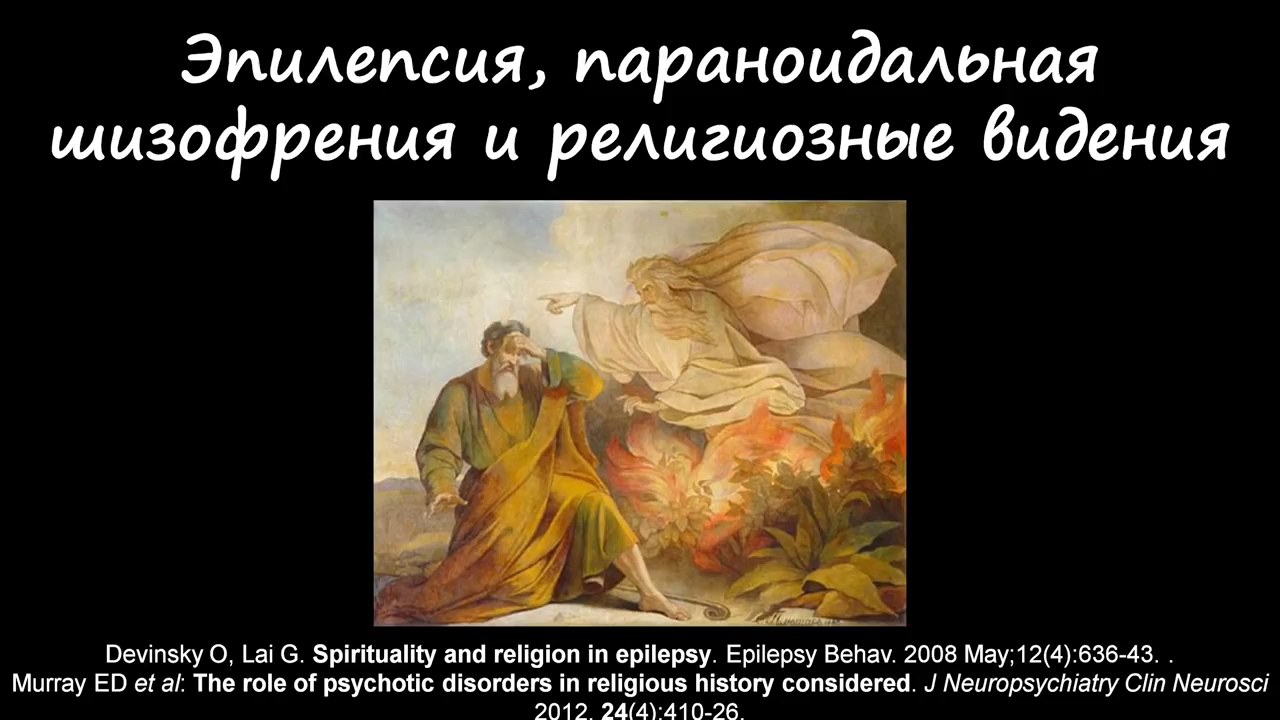 Эпилепсия, параноидальная
шизофрения и религиозные видения
Devinsky O, Lai G. Spirituality and religion in epilepsy. Epilepsy Behav. 2008 May;12(4):636-43. .
Murray ED et al: The role of psychotic disorders in religious history considered. J Neuropsychiatry Clin Neurosci
2012, 24(4):410-26.